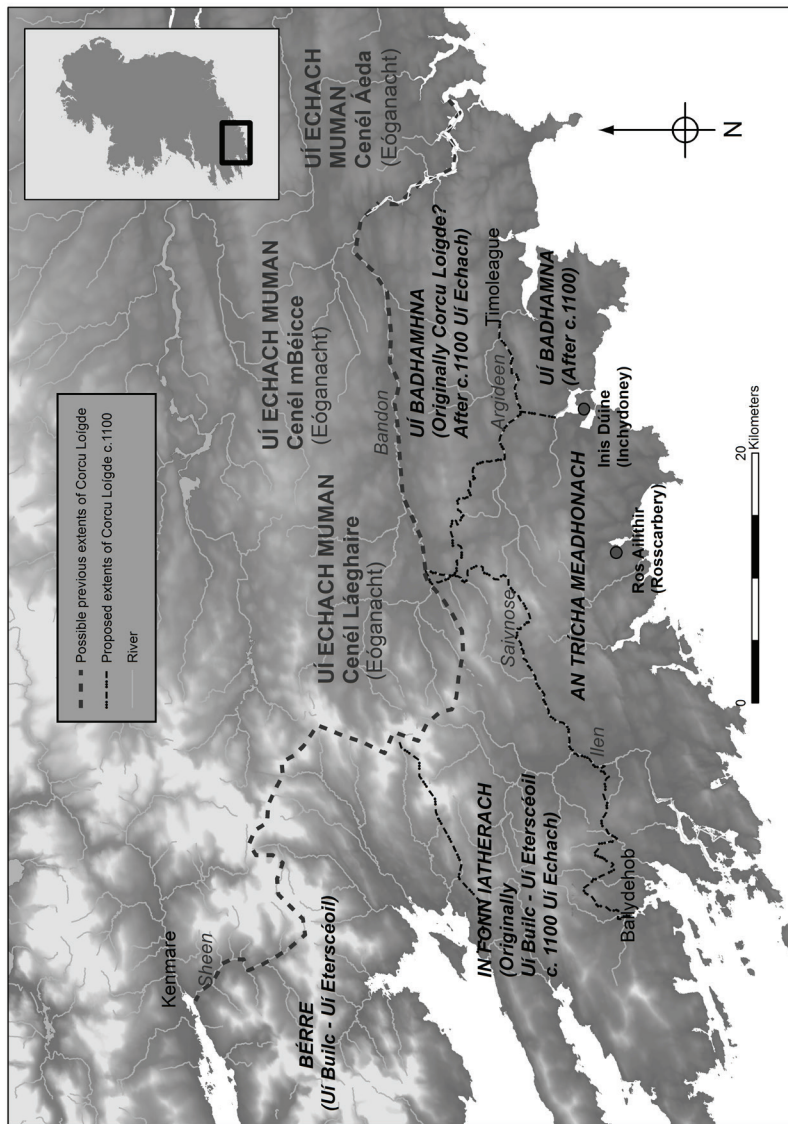 Possible previous extents of Corcu Loígde
Proposed extents of Corcu Loígde c.1100
River
Kenmare
Sheen
BÉRRE
(Uí Builc - Uí Eterscéoil)
UÍ ECHACH MUMAN
Cenél Láeghaire
(Eóganacht)
UÍ ECHACH MUMAN
Cenél mBéicce
(Eóganacht)
UÍ ECHACH
MUMAN
Cenél Áeda
(Eóganacht)
Bandon
UÍ BADHAMHNA
(Originally Corcu Loígde?
After c.1100 Uí Echach)
Argideen
Timoleague
UÍ BADHAMNA
(After c.1100)
IN FONN IATHERACH
(Originally
Uí Builc - Uí Eterscéoil
c. 1100 Uí Echach)
Saivnose
Ilen
Ballydehob
AN TRÍCHA MEADHONACH
Inis Duine
(Inchydoney)
Ros Ailithir
(Rosscarbery)
0
20
Kilometers
N